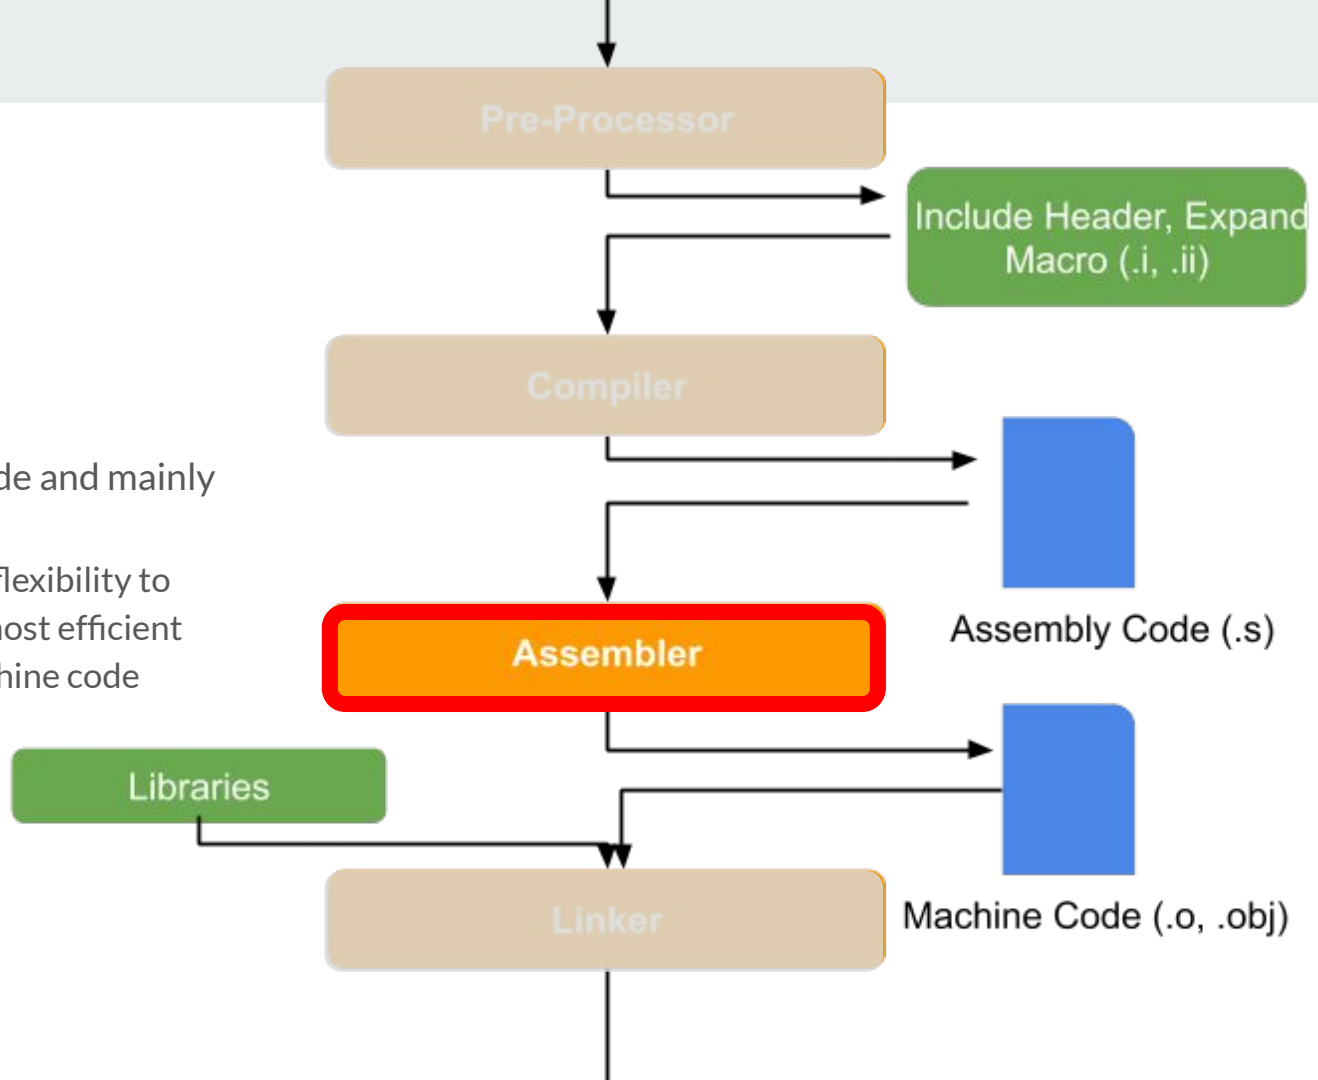 Pre-Processor
Include Header, Expand
Macro (.i, .ii)
Compiler
de and mainly
flexibility to
most efficient
hine code
Assembly Code (.s)
Assembler
Libraries
Linker
Machine Code (.o, .obj)